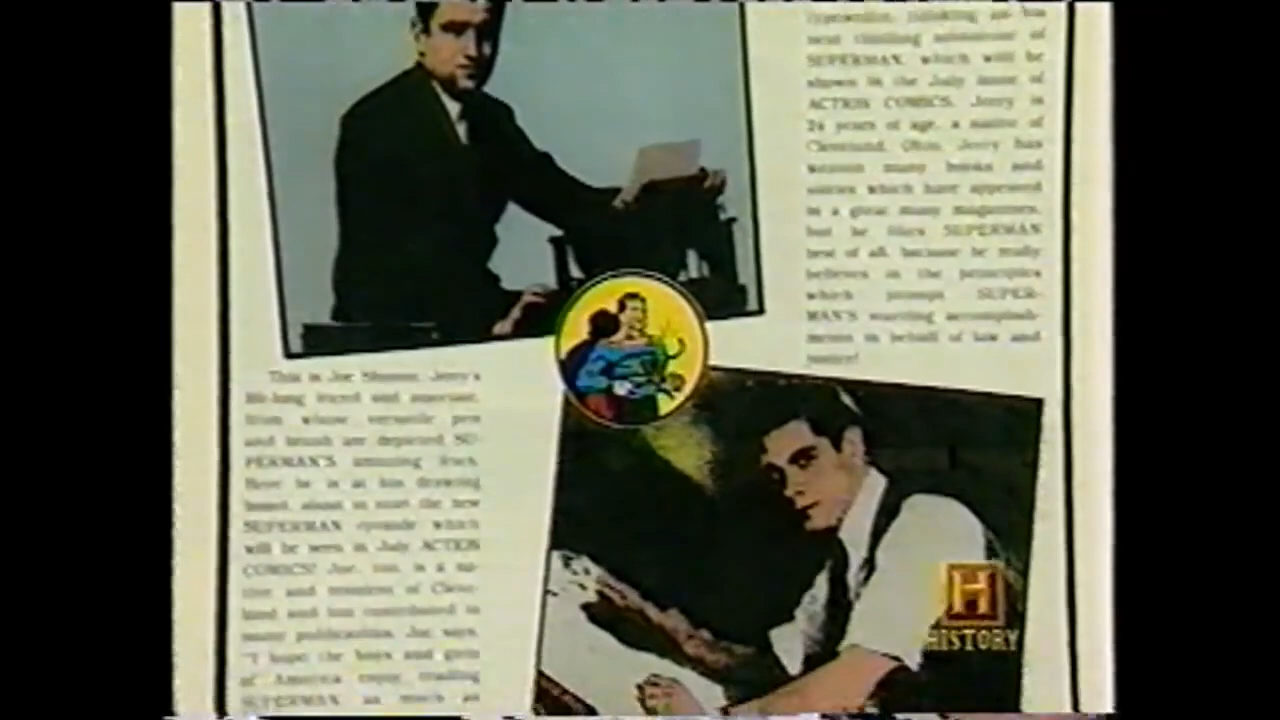 typewriter, thinking up his
next thrilling adventure of
SUPERMAN, which will be
shown in the July issue of
ACTION COMICS. Jerry is
24 years of age, a native of
Cleveland, Ohio. Jerry has
written many books and
stories which have appeared
in a great many magazines,
but he likes SUPERMAN
best of all, because he really
believes in the principles
which prompt SUPER-
MAN'S startling accomplish-
ments in behalf of law and
justice!
This is Joe Shuster, Jerry's
life-long friend and associate,
from whose versatile pen
and brush are depicted SU-
PERMAN'S amazing feats.
Here he is at his drawing
board, about to start the new
SUPERMAN episode which
will be seen in July ACTION
COMICS! Joe, too, is a na-
tive and resident of Cleve-
land and has contributed to
many publications. Joe says,
"I hope the boys and girls
of America enjoy reading
SUPERMAN as much as
H
HISTORY